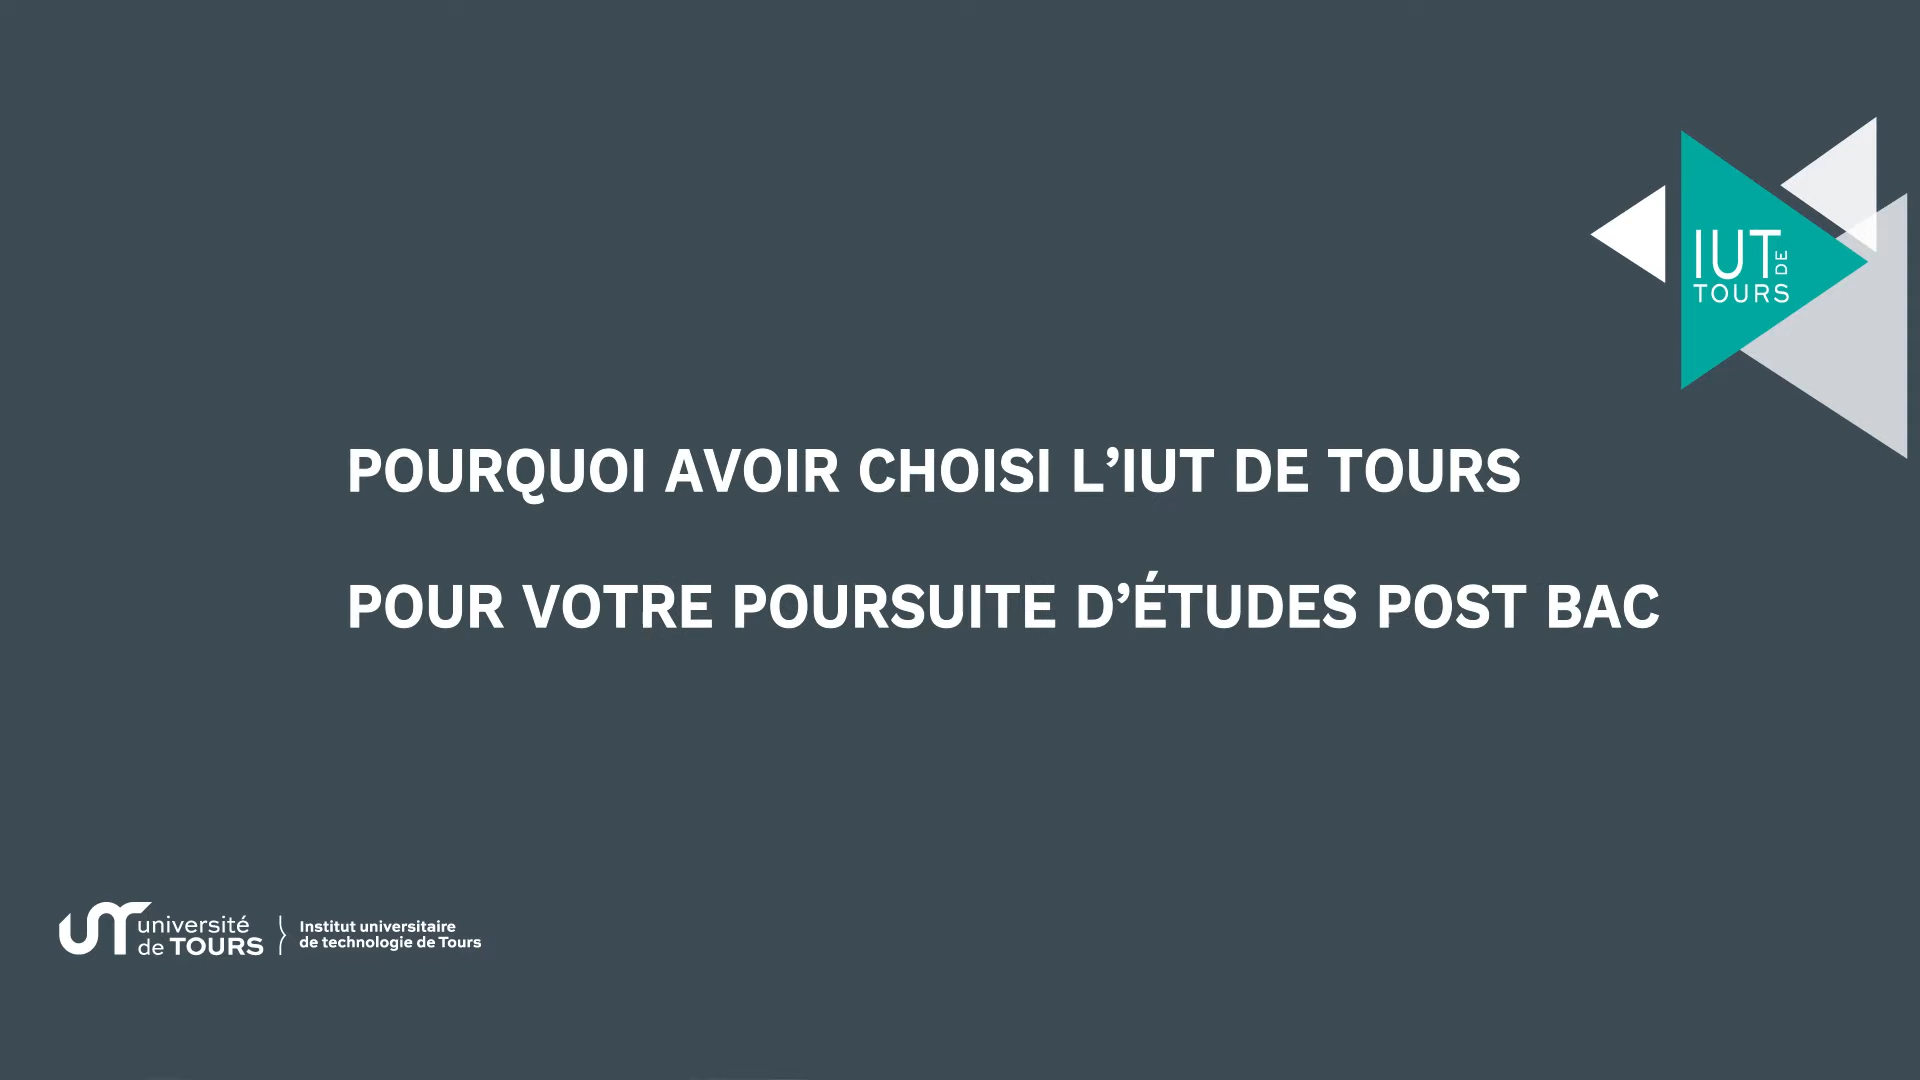 IUT DE
TOURS
POURQUOI AVOIR CHOISI L’IUT DE TOURS
POUR VOTRE POURSUITE D’ÉTUDES POST BAC
université
de TOURS
Institut universitaire
de technologie de Tours